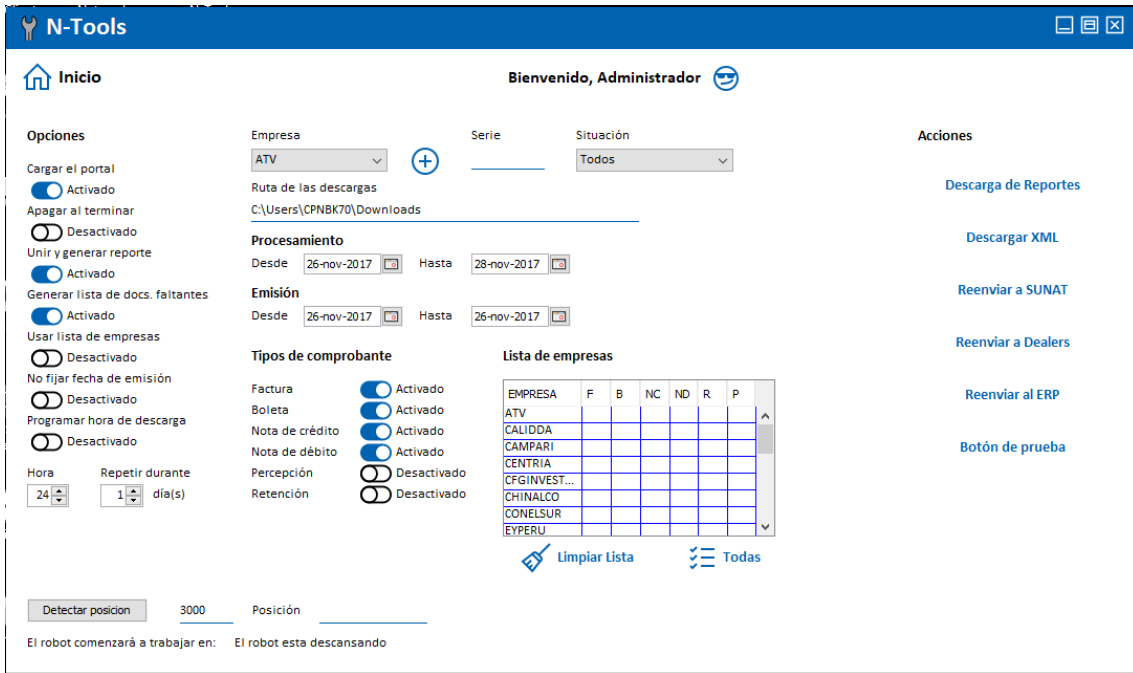 N-Tools
Inicio
Bienvenido, Administrador
Opciones
Cargar el portal
Activado
Apagar al terminar
Desactivado
Unir y generar reporte
Activado
Generar lista de docs. faltantes
Activado
Usar lista de empresas
Desactivado
No fijar fecha de emisión
Desactivado
Programar hora de descarga
Desactivado
Hora Repetir durante
24 1 día(s)
Empresa Serie Situación
ATV Todos
Ruta de las descargas
C:\Users\CPNBK70\Downloads
Procesamiento
Desde 26-nov-2017 Hasta 28-nov-2017
Emisión
Desde 26-nov-2017 Hasta 26-nov-2017
Tipos de comprobante
Factura Activado
Boleta Activado
Nota de crédito Activado
Nota de débito Activado
Percepción Desactivado
Retención Desactivado
Lista de empresas
EMPRESA F B NC ND R P
ATV
CALIDDA
CAMPARI
CENTRIA
CFGINVEST...
CHINALCO
CONELSUR
EYPERU
Limpiar Lista Todas
Acciones
Descarga de Reportes
Descargar XML
Reenviar a SUNAT
Reenviar a Dealers
Reenviar al ERP
Botón de prueba
Detectar posicion 3000 Posición
El robot comenzará a trabajar en: El robot esta descansando